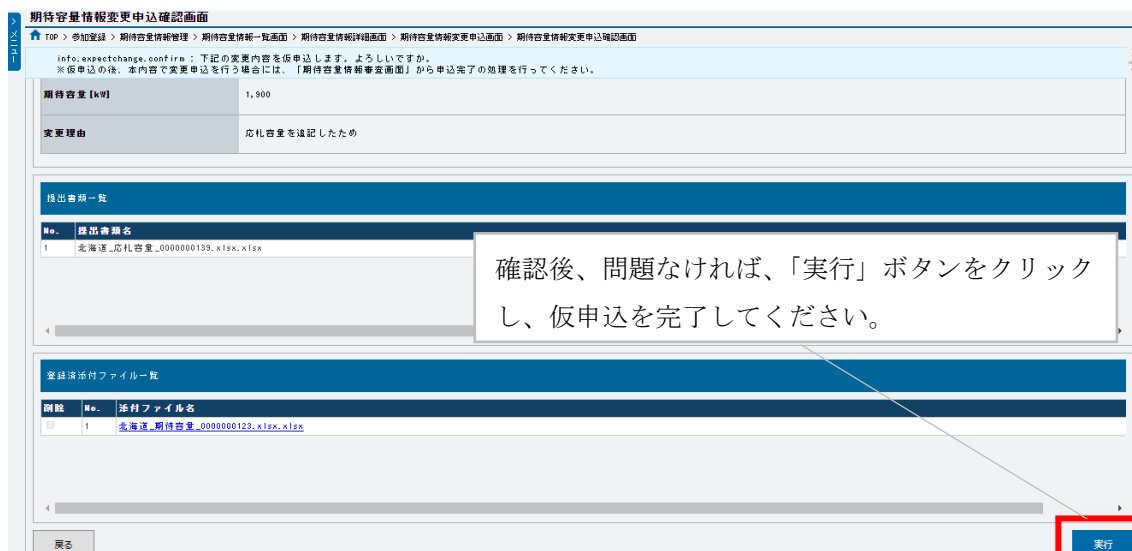 期待容量情報変更申込確認画面
> メニュー
TOP > 参加登録 > 期待容量情報管理 > 期待容量情報一覧画面 > 期待容量情報詳細画面 > 期待容量情報変更申込画面 > 期待容量情報変更申込確認画面
info.expectchange.confirm : 下記の変更内容を仮申込します。よろしいですか。
※仮申込の後、本内容で変更申込を行う場合には、「期待容量情報審査画面」から申込完了の処理を行ってください。
期待容量[kW] 1,900
変更理由 応札容量を追記したため
提出書類一覧
No. 提出書類名
1 北海道_応札容量_0000000139.xlsx.xlsx
確認後、問題なければ、「実行」ボタンをクリック
し、仮申込を完了してください。
登録済添付ファイル一覧
削除 No. 添付ファイル名
1 北海道_期待容量_0000000123.xlsx.xlsx
戻る 実行